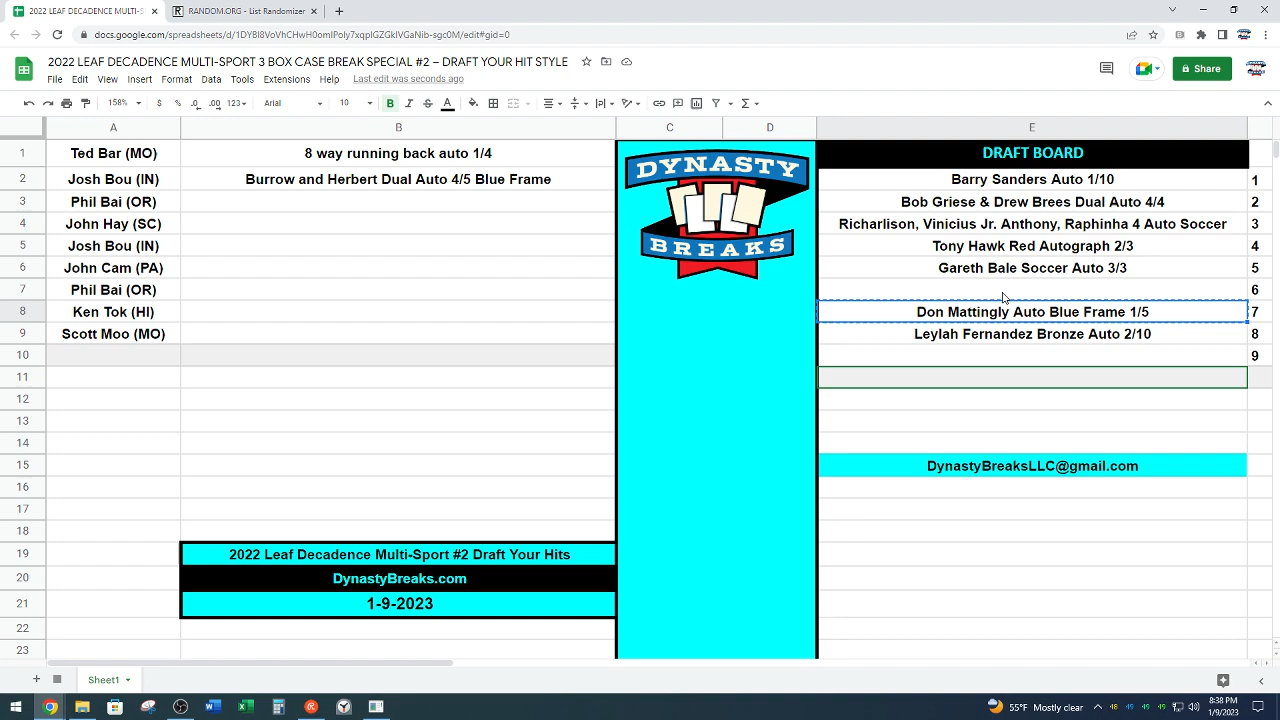 2022 LEAF DECADENCE MULTI-SPOR
RANDOM.ORG - List Randomizer
docs.google.com/spreadsheets/d/1DYBl8VoVhCHwH0omlPoly7xqplGZGklVGaNib-sgc0M/edit#gid=0
2022 LEAF DECADENCE MULTI-SPORT 3 BOX CASE BREAK SPECIAL #2 – DRAFT YOUR HIT STYLE
File Edit View Insert Format Data Tools Extensions Help Last edit was seconds ago
Share
158% $ % .0 .00 123 Arial 10 B I S A
A B C D E
1 Ted Bar (MO) 8 way running back auto 1/4 DRAFT BOARD
2 Josh Bou (IN) Burrow and Herbert Dual Auto 4/5 Blue Frame Barry Sanders Auto 1/10 1
3 Phil Bai (OR) Bob Griese & Drew Brees Dual Auto 4/4 2
4 John Hay (SC) Richarlison, Vinicius Jr. Anthony, Raphinha 4 Auto Soccer 3
5 Josh Bou (IN) Tony Hawk Red Autograph 2/3 4
6 John Cam (PA) Gareth Bale Soccer Auto 3/3 5
7 Phil Bai (OR) 6
8 Ken Tok (HI) Don Mattingly Auto Blue Frame 1/5 7
9 Scott Moo (MO) Leylah Fernandez Bronze Auto 2/10 8
10 9
11
12
13
14
15 DynastyBreaksLLC@gmail.com
16
17
18
19 2022 Leaf Decadence Multi-Sport #2 Draft Your Hits
20 DynastyBreaks.com
21 1-9-2023
22
23
DYNASTY
BREAKS
Sheet1
55°F Mostly clear
48 49 49 49
8:38 PM
1/9/2023